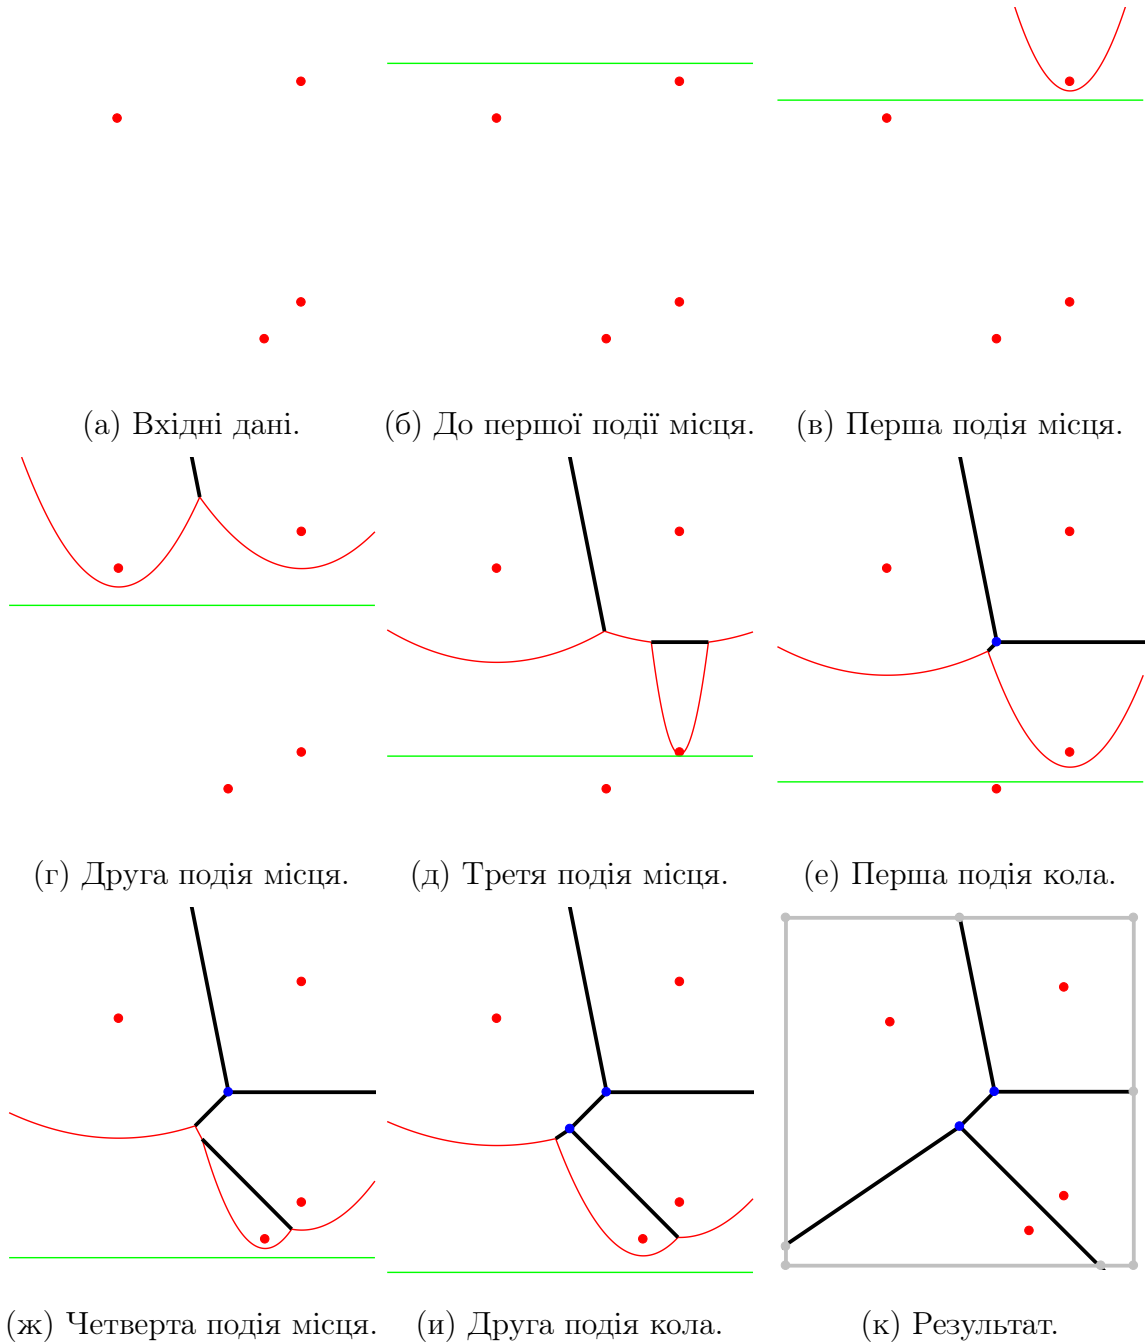 (а) Вхідні дані.
(б) До першої події місця.
(в) Перша подія місця.
(г) Друга подія місця.
(д) Третя подія місця.
(е) Перша подія кола.
(ж) Четверта подія місця.
(и) Друга подія кола.
(к) Результат.